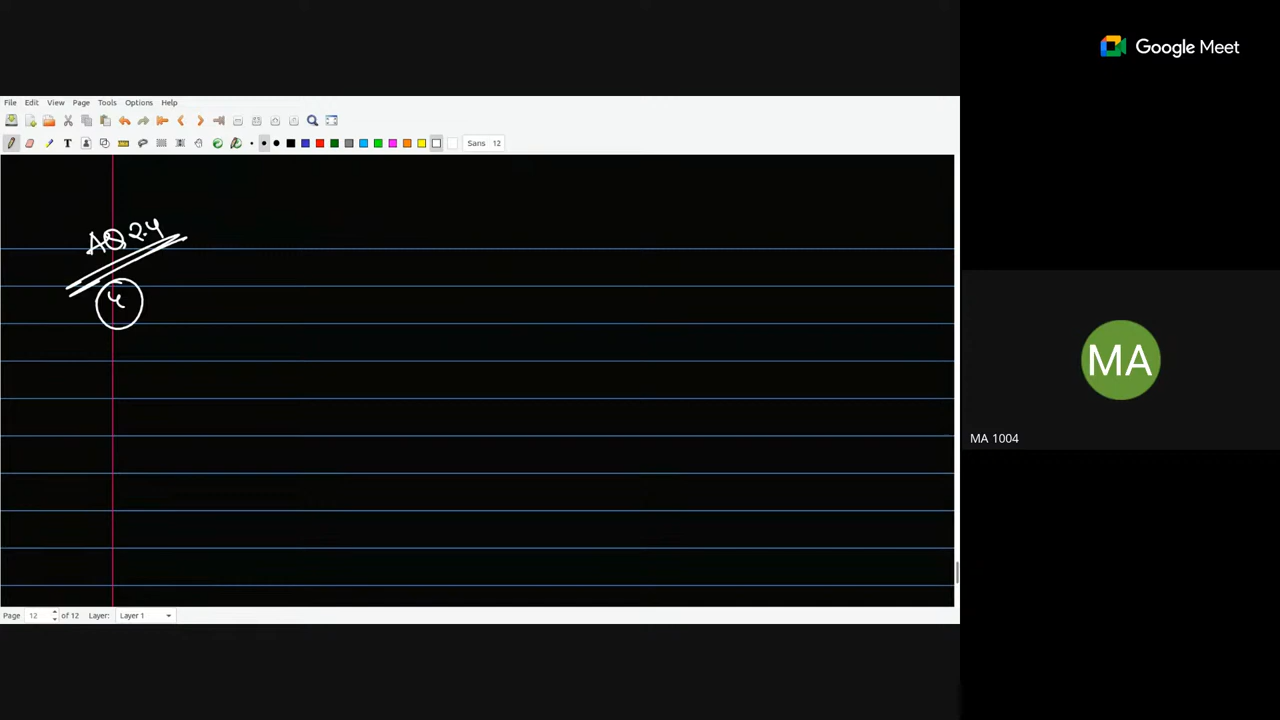 Google Meet
File Edit View Page Tools Options Help
T Sans 12
AQ 2.4
4
MA
MA 1004
Page 12 of 12 Layer: Layer 1